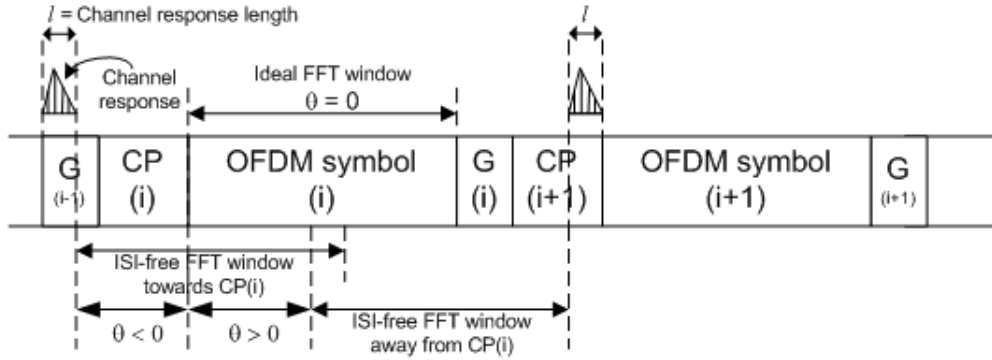 l = Channel response length
l
Channel
response
Ideal FFT window
θ = 0
G
(i-1)
CP
(i)
OFDM symbol
(i)
G
(i)
CP
(i+1)
OFDM symbol
(i+1)
G
(i+1)
ISI-free FFT window
towards CP(i)
θ < 0
θ > 0
ISI-free FFT window
away from CP(i)